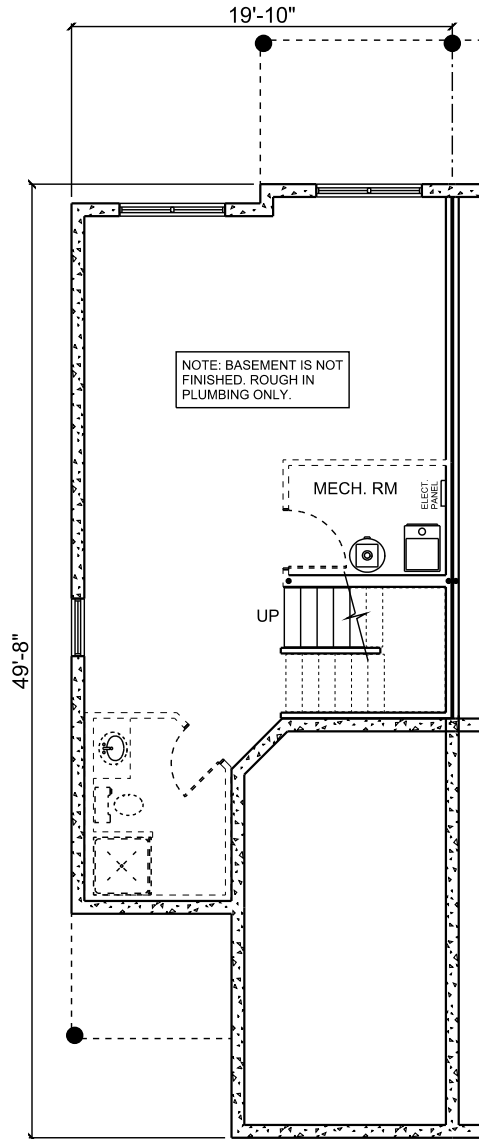 19'-10"
NOTE: BASEMENT IS NOT
FINISHED. ROUGH IN
PLUMBING ONLY.
MECH. RM
ELECT.
PANEL
UP
49'-8"